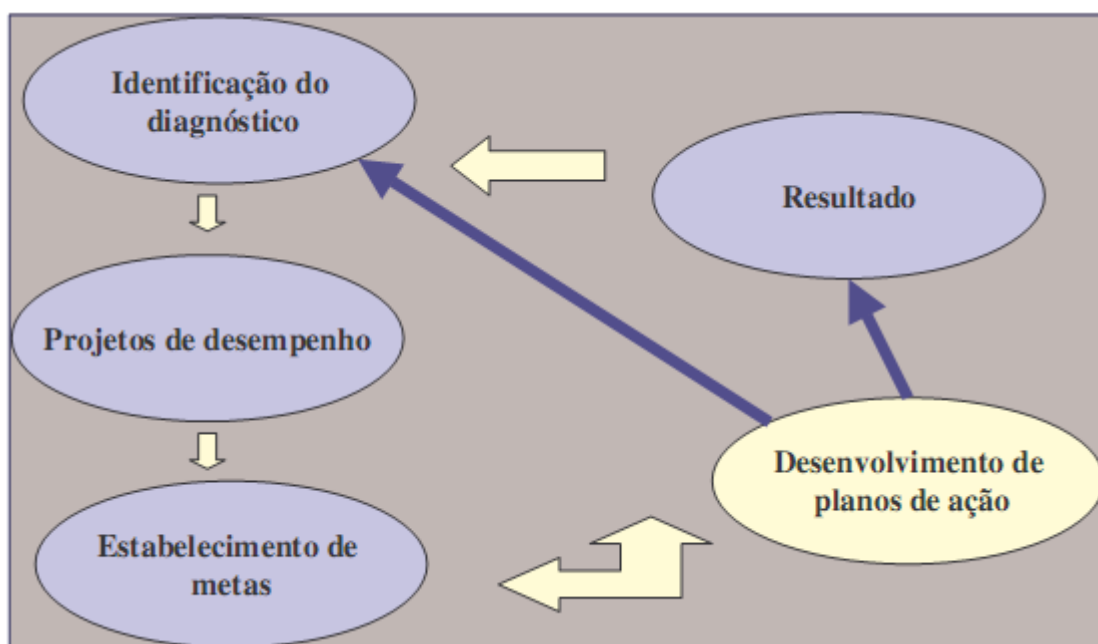 Identificação do
diagnóstico
Resultado
Projetos de desempenho
Desenvolvimento de
planos de ação
Estabelecimento de
metas